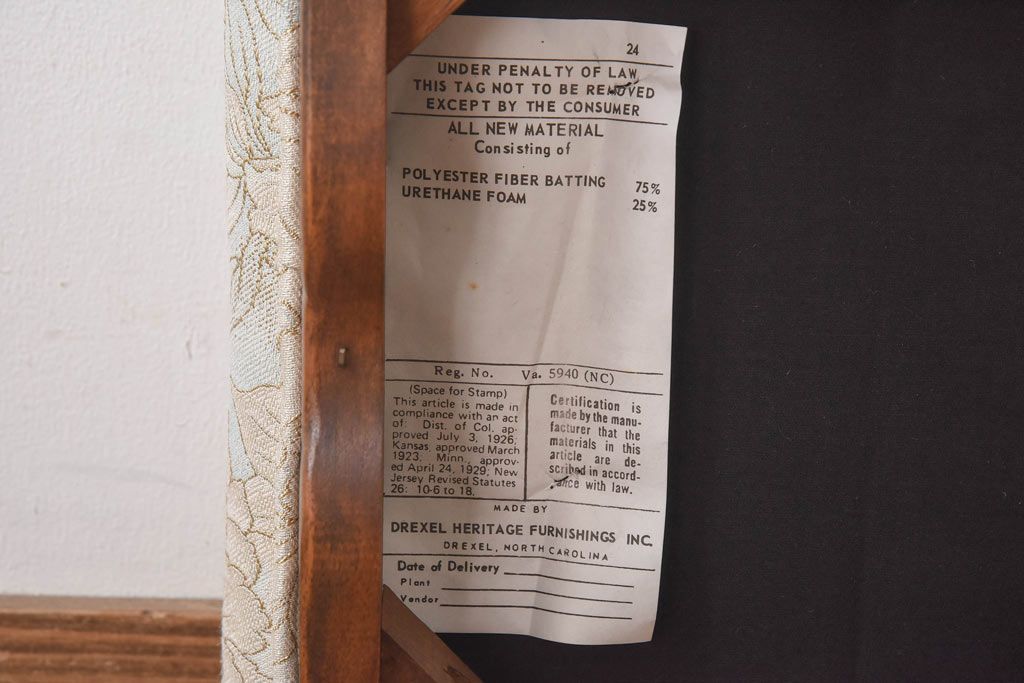 24
UNDER PENALTY OF LAW
THIS TAG NOT TO BE REMOVED
EXCEPT BY THE CONSUMER
ALL NEW MATERIAL
Consisting of
POLYESTER FIBER BATTING 75%
URETHANE FOAM 25%
Reg. No. Va. 5940 (NC)
(Space for Stamp)
This article is made in
compliance with an act
of Dist. of Col. ap-
proved July 3, 1926;
Kansas, approved March
1923, Minn., approv-
ed April 24, 1929; New
Jersey Revised Statutes
26: 10-6 to 18.
Certification is
made by the manu-
facturer that the
materials in this
article are de-
scribed in accord-
ance with law.
MADE BY
DREXEL HERITAGE FURNISHINGS INC.
DREXEL, NORTH CAROLINA
Date of Delivery
Plant
Vendor